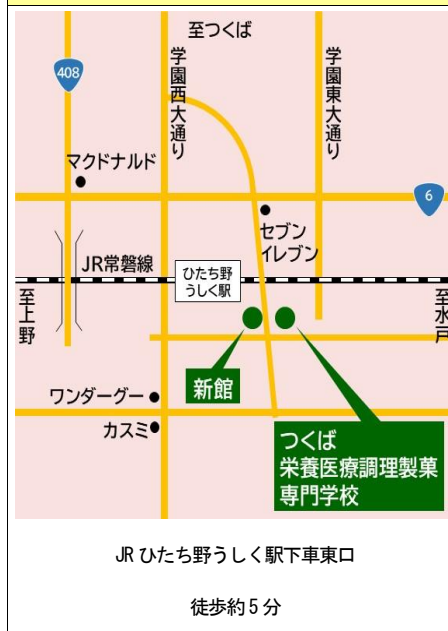 至つくば
408
学園西大通り
学園東大通り
マクドナルド
6
セブン
イレブン
JR常磐線
ひたち野
うしく駅
至上野
至水戸
新館
ワンダーグー
カスミ
つくば
栄養医療調理製菓
専門学校
JR ひたち野うしく駅下車東口
徒歩約５分